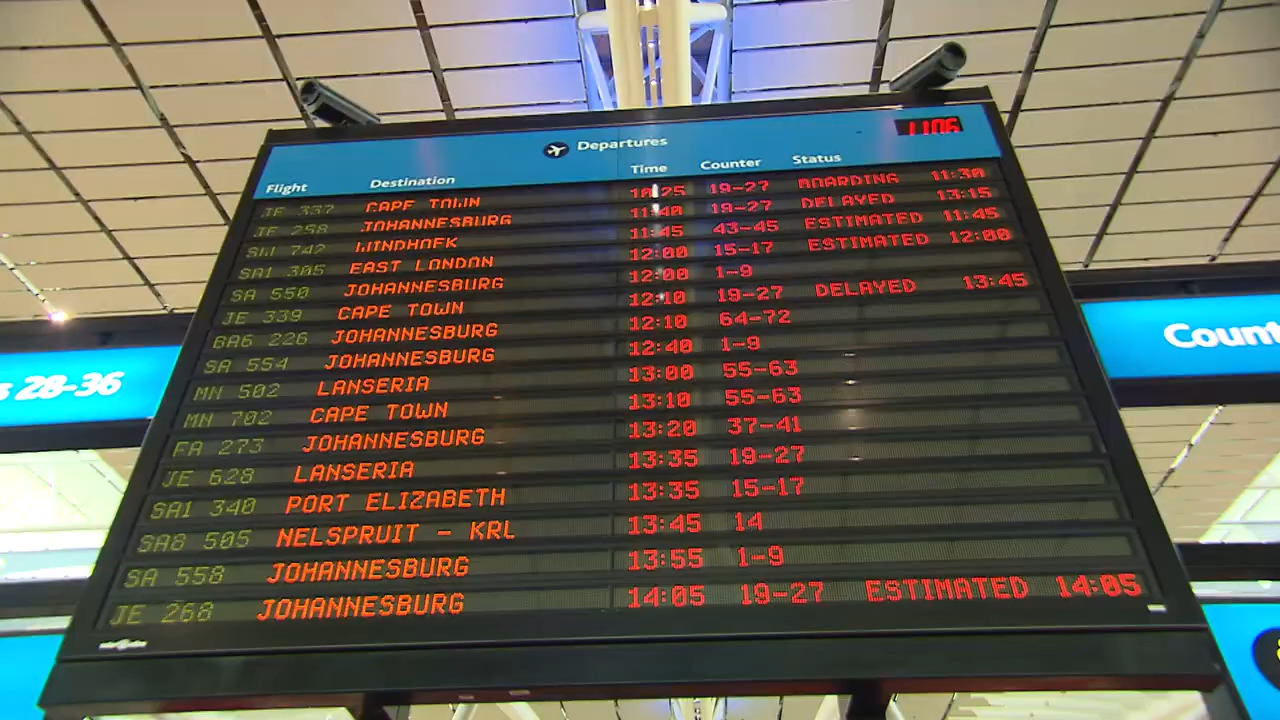 Departures
1106
Flight Destination Time Counter Status
JE 337 CAPE TOWN 10:25 19-27 BOARDING 11:30
JE 258 JOHANNESBURG 11:40 19-27 DELAYED 13:15
SW 742 WINDHOEK 11:45 43-45 ESTIMATED 11:45
SA1 305 EAST LONDON 12:00 15-17 ESTIMATED 12:00
SA 550 JOHANNESBURG 12:00 1-9
JE 339 CAPE TOWN 12:10 19-27 DELAYED 13:45
BA6 226 JOHANNESBURG 12:10 64-72
SA 554 JOHANNESBURG 12:40 1-9
MN 502 LANSERIA 13:00 55-63
MN 702 CAPE TOWN 13:10 55-63
FA 273 JOHANNESBURG 13:20 37-41
JE 628 LANSERIA 13:35 19-27
SA1 340 PORT ELIZABETH 13:35 15-17
SA8 505 NELSPRUIT - KRL 13:45 14
SA 558 JOHANNESBURG 13:55 1-9
JE 268 JOHANNESBURG 14:05 19-27 ESTIMATED 14:05
s 28-36
Count